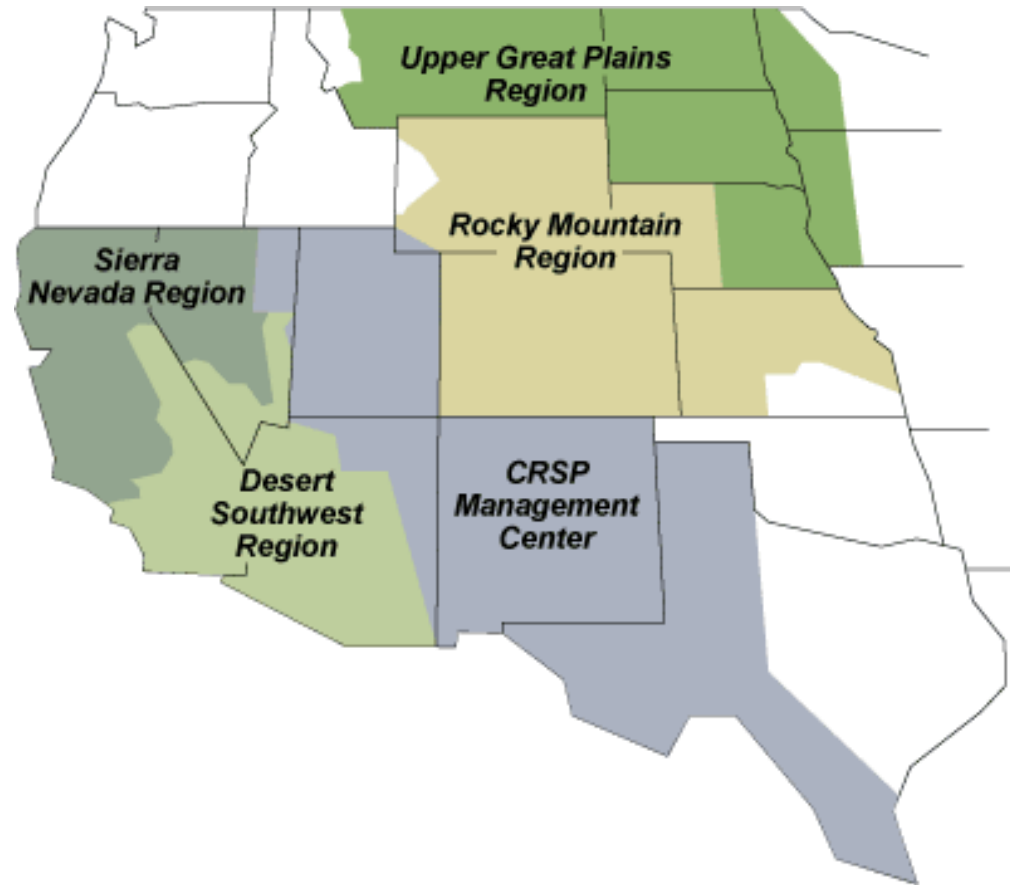 Upper Great Plains
Region
Rocky Mountain
Region
Sierra
Nevada Region
Desert
Southwest
Region
CRSP
Management
Center